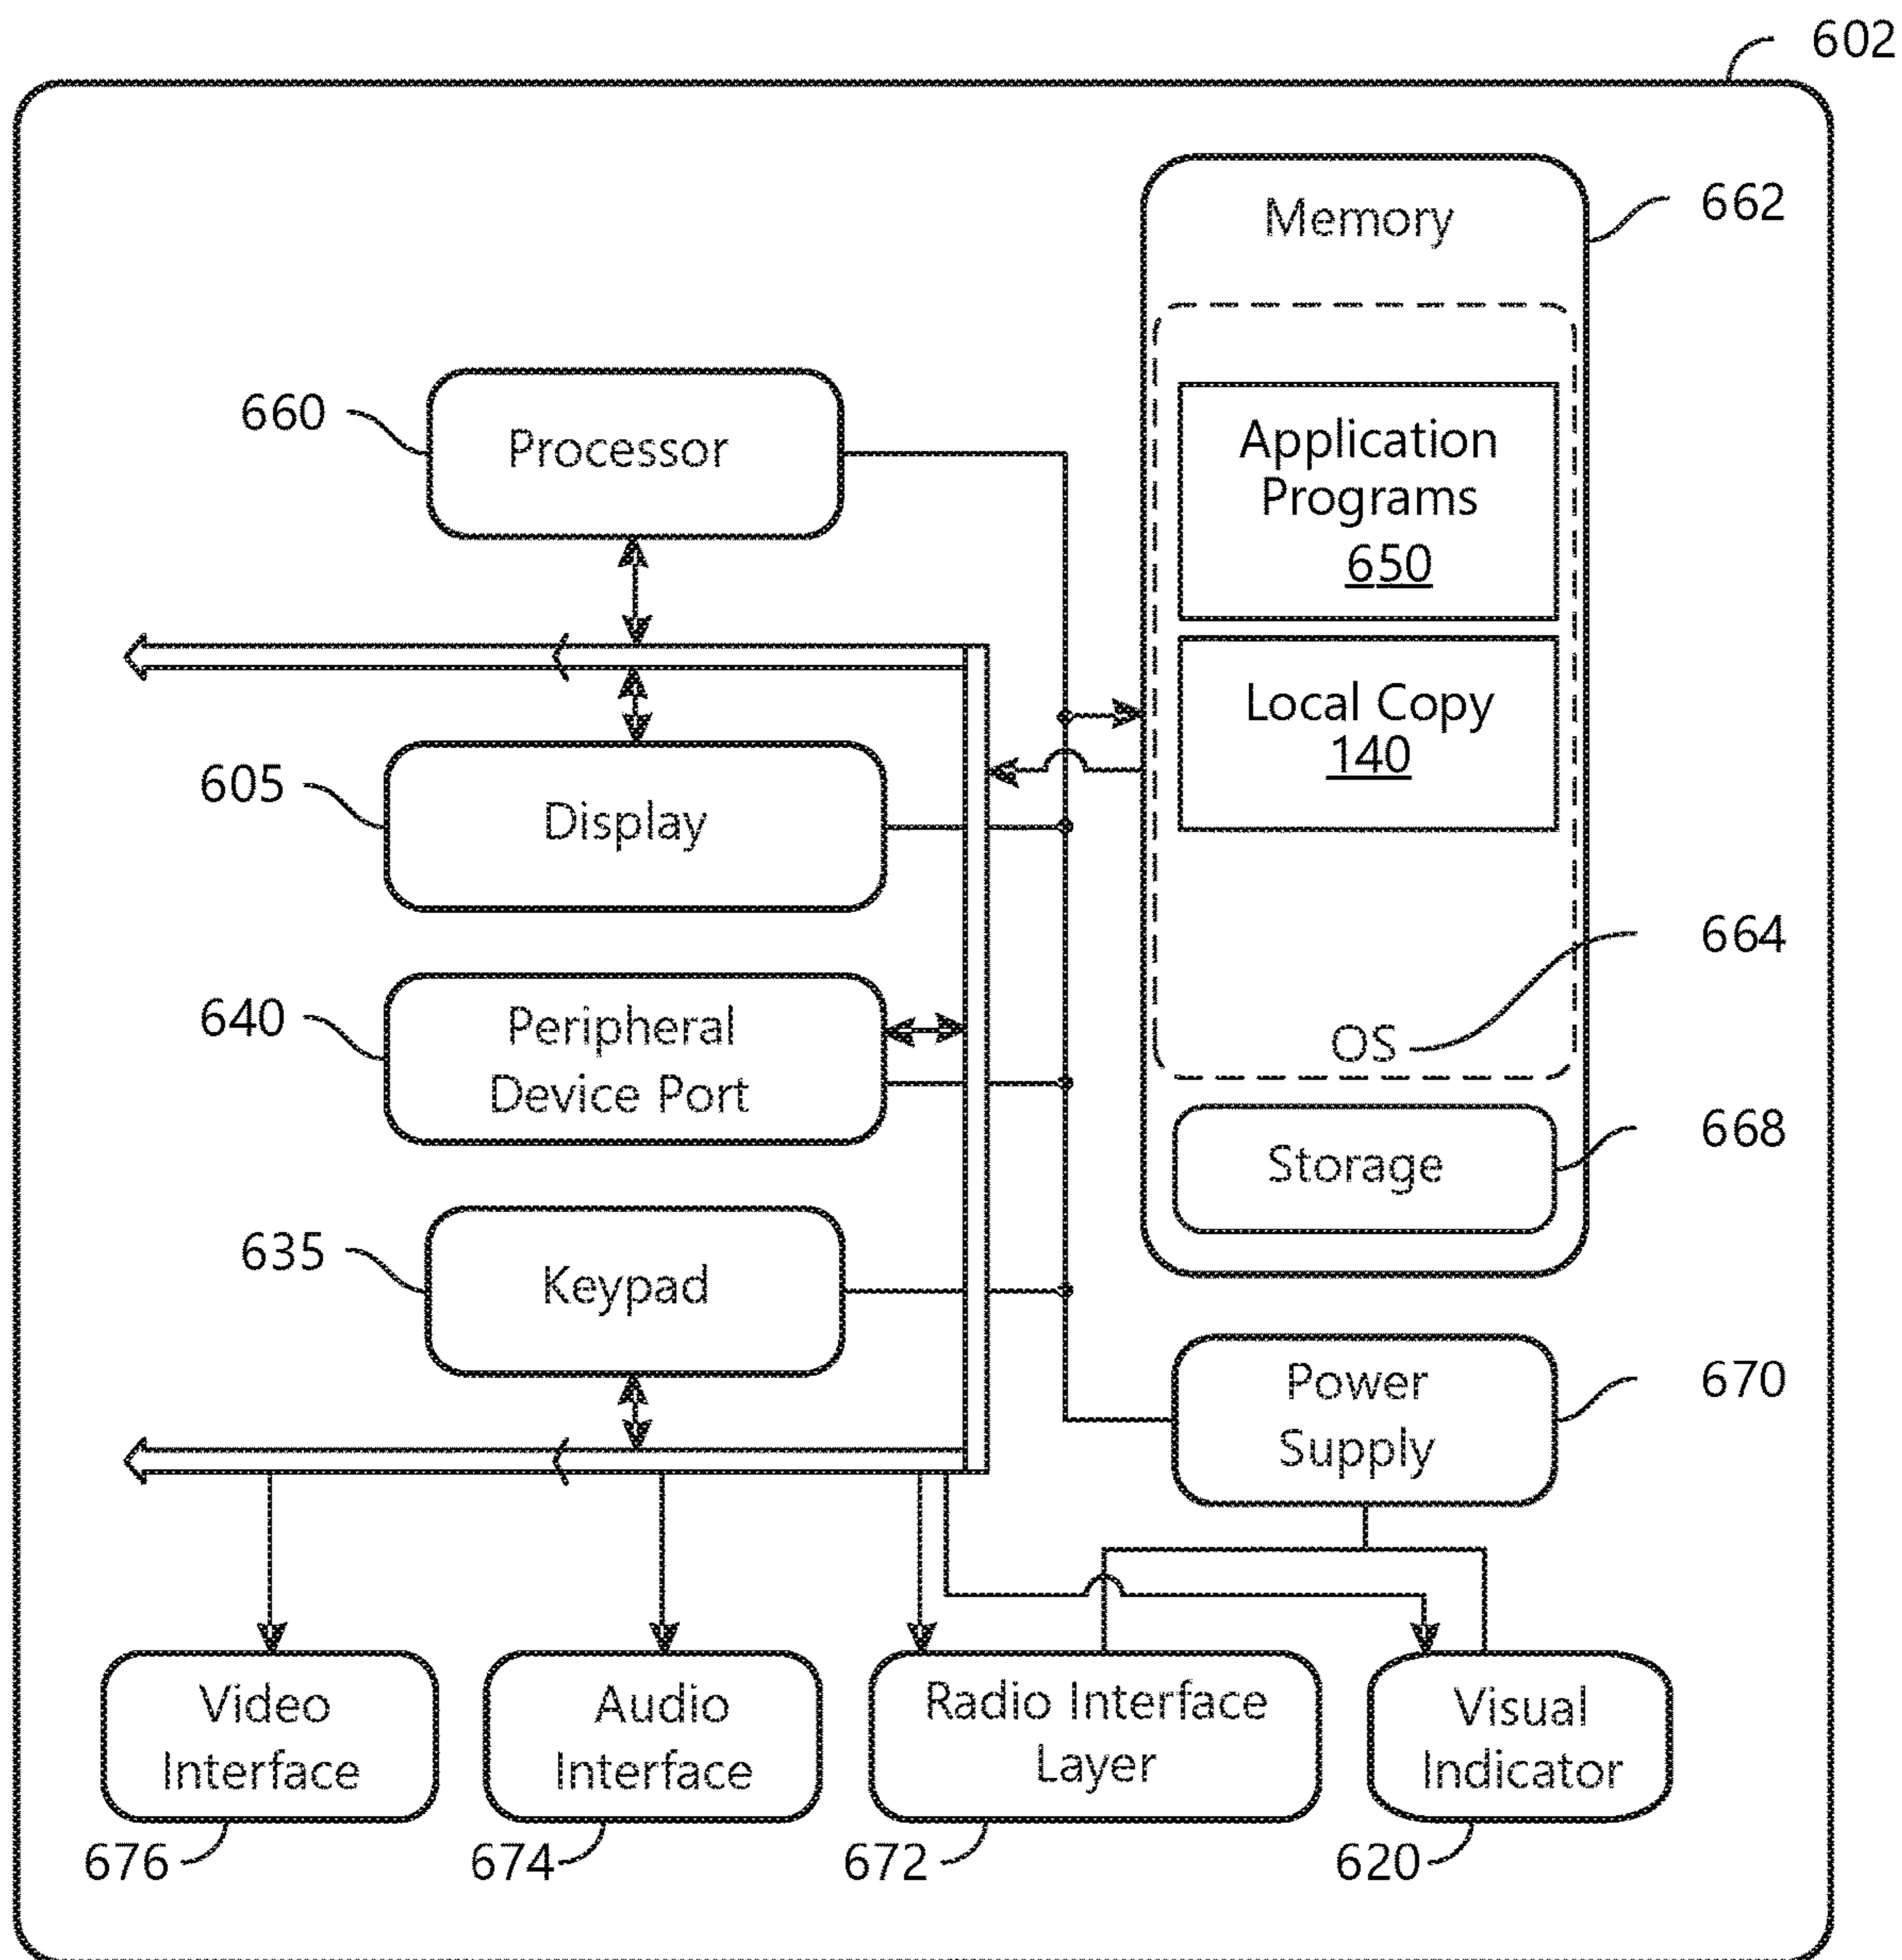 602
Memory
662
660
Processor
Application
Programs
650
Local Copy
140
605
Display
664
640
Peripheral
Device Port
OS
668
Storage
635
Keypad
Power
Supply
670
Video
Interface
Audio
Interface
Radio Interface
Layer
Visual
Indicator
676
674
672
620